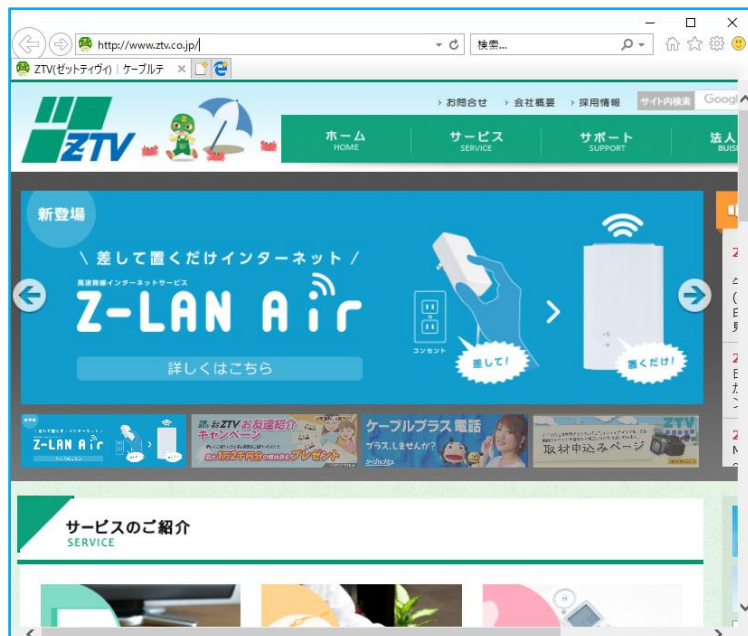 http://www.ztv.co.jp/
検索...
ZTV(ゼットティヴィ) | ケーブルテ
お問合せ
会社概要
採用情報
サイト内検索
Googl
ZTV
ホーム
HOME
サービス
SERVICE
サポート
SUPPORT
法人
BUISI
新登場
\ 差して置くだけインターネット /
高速無線インターネットサービス
Z-LAN Air
詳しくはこちら
コンセント
差して!
置くだけ!
Z-LAN Air
ZTV お友達紹介
キャンペーン
プレゼント
ケーブルプラス電話
プラス、しませんか?
ZTV
取材申込みページ
サービスのご紹介
SERVICE